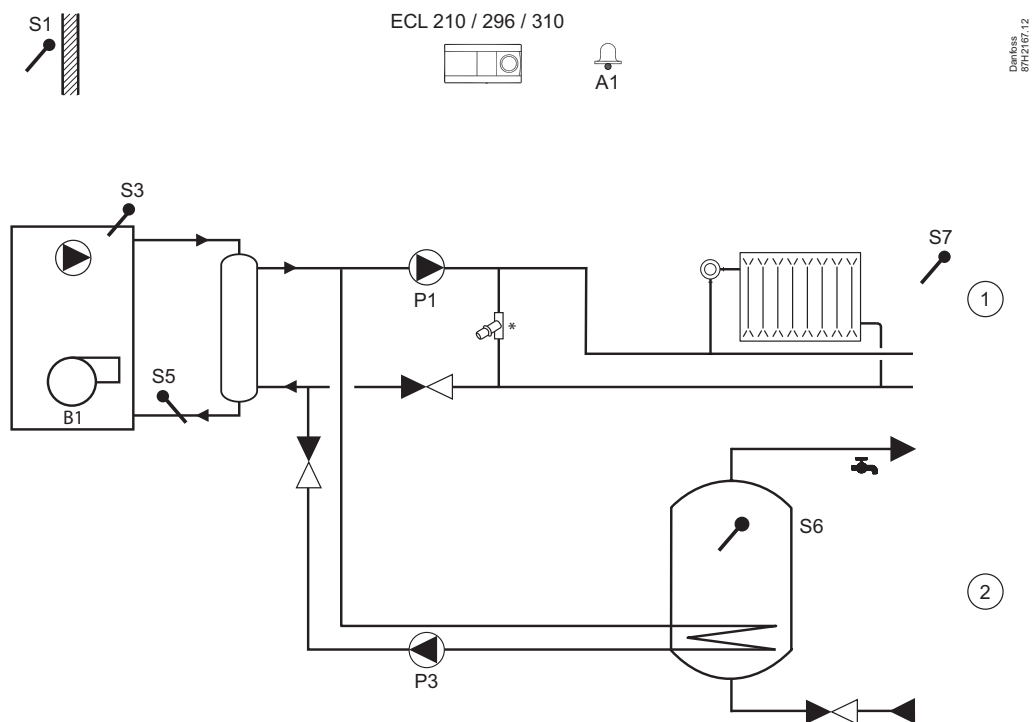 S1
ECL 210 / 296 / 310
A1
Danfoss
87H2167.12
S3
S7
P1
*
1
S5
B1
S6
2
P3